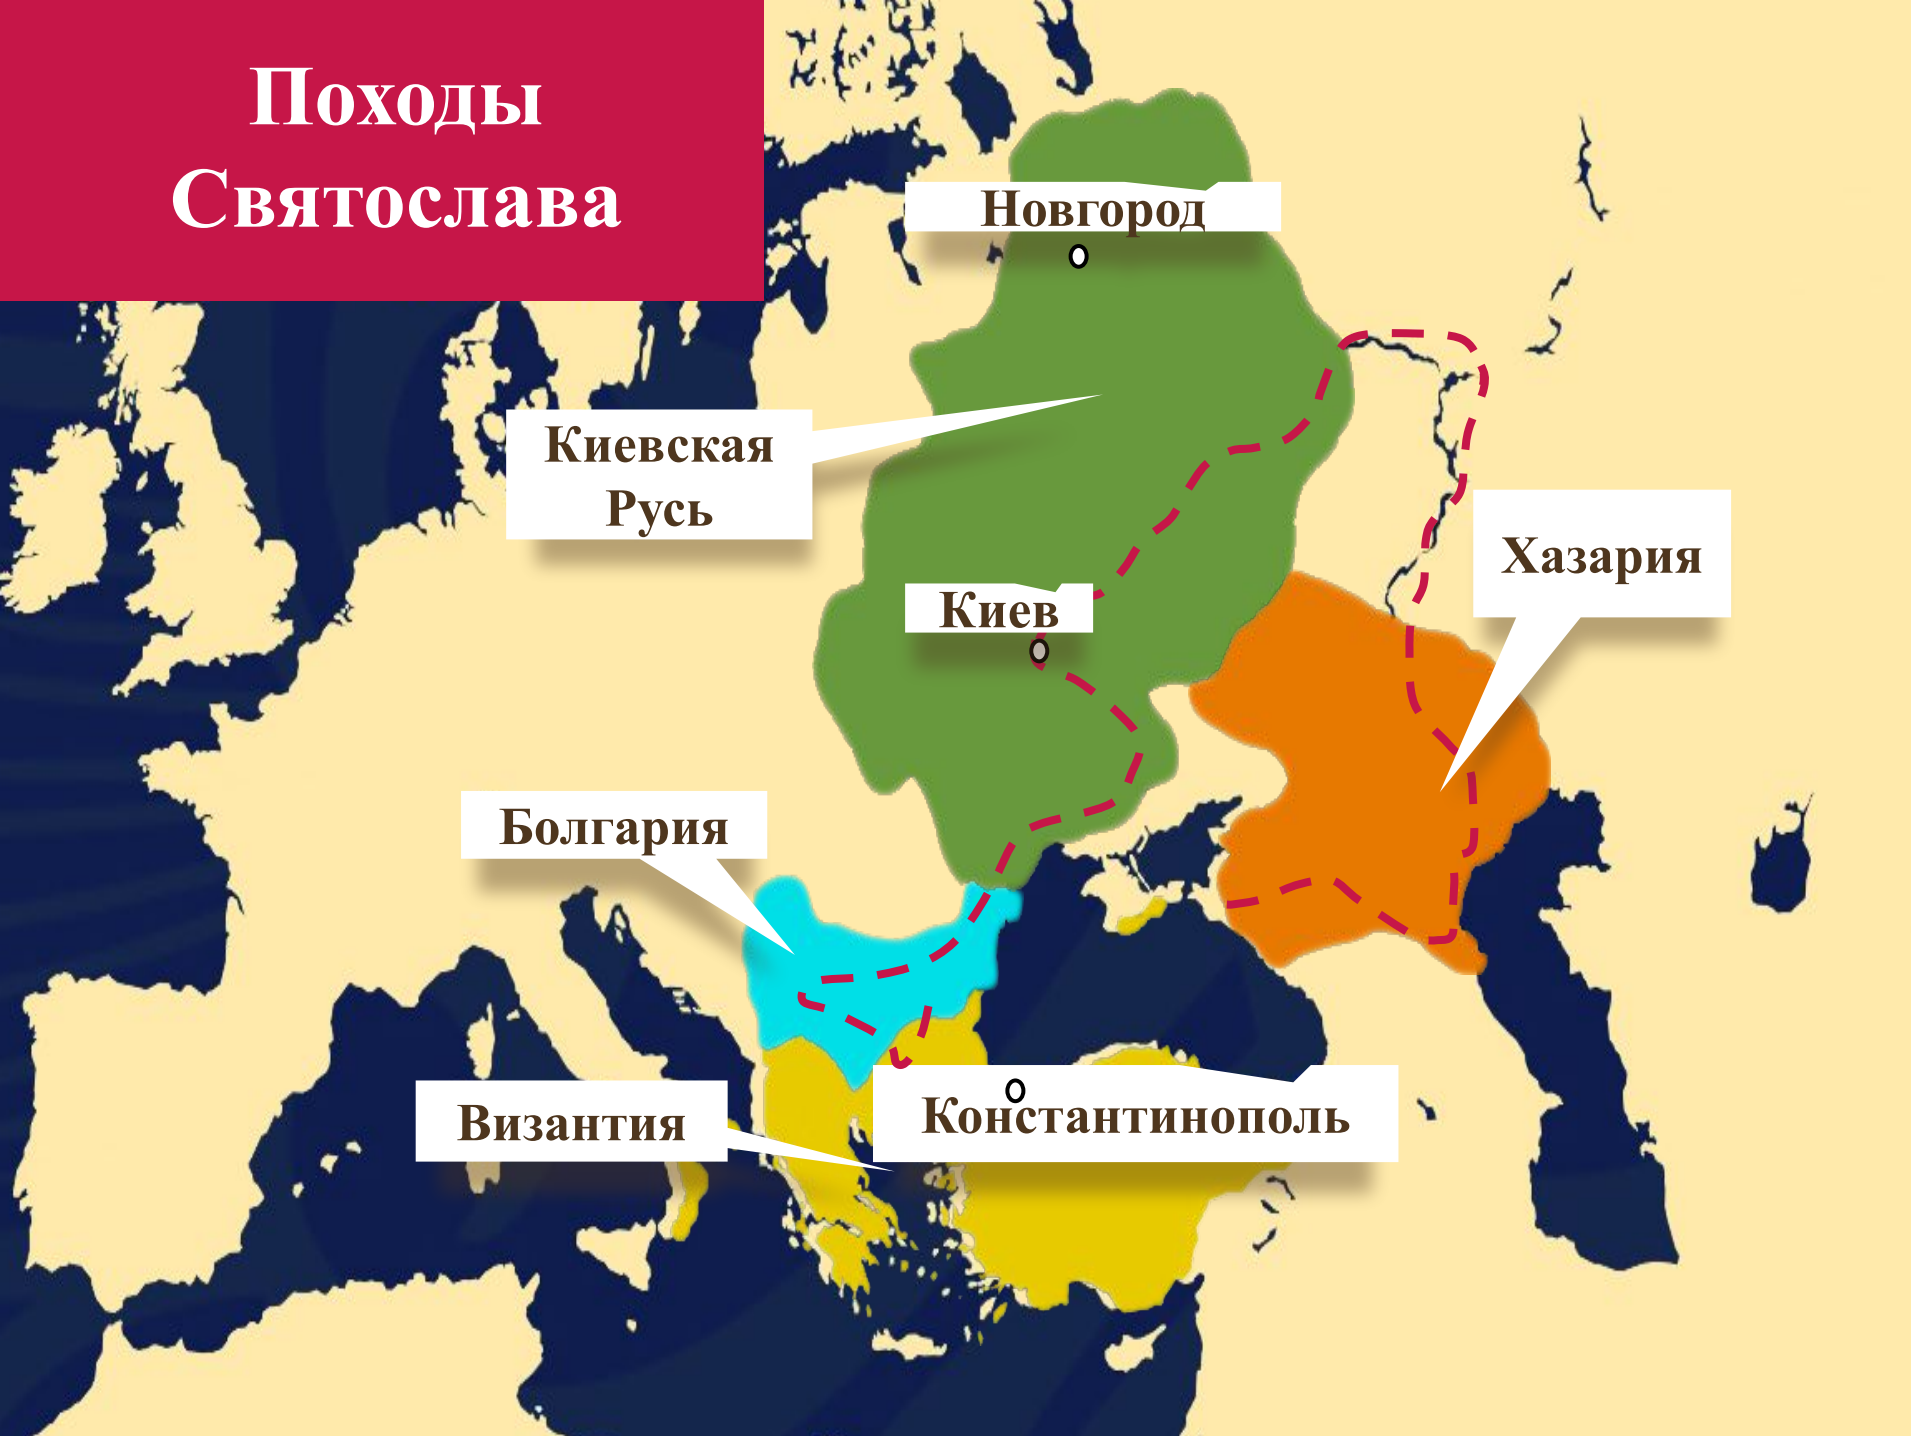 Походы
Святослава
Новгород
Киевская
Русь
Хазария
Киев
Болгария
Византия
Константинополь